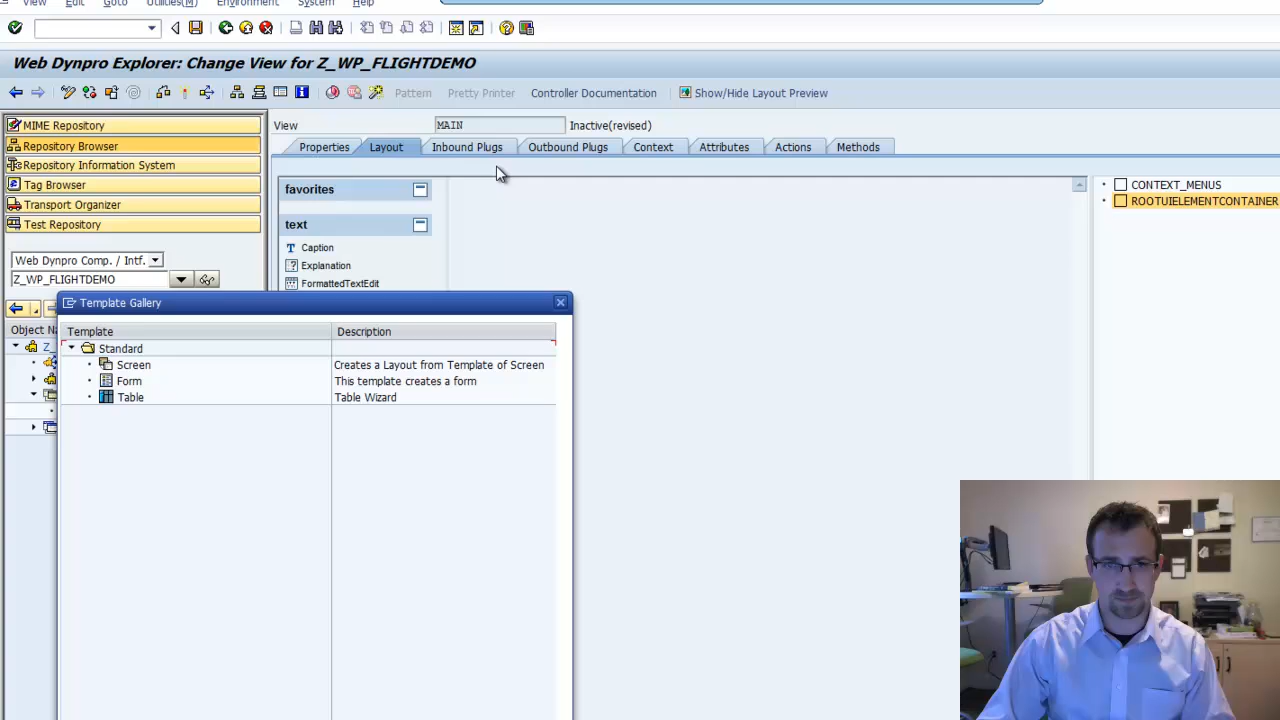 View Edit Goto Utilities(M) Environment System Help
Web Dynpro Explorer: Change View for Z_WP_FLIGHTDEMO
Pattern Pretty Printer Controller Documentation Show/Hide Layout Preview
MIME Repository
Repository Browser
Repository Information System
Tag Browser
Transport Organizer
Test Repository
Web Dynpro Comp. / Intf.
Z_WP_FLIGHTDEMO
Object Na
Z_
View MAIN Inactive(revised)
Properties Layout Inbound Plugs Outbound Plugs Context Attributes Actions Methods
favorites
text
Caption
Explanation
FormattedTextEdit
CONTEXT_MENUS
ROOTUIELEMENTCONTAINER
Template Gallery
Template Description
Standard
Screen Creates a Layout from Template of Screen
Form This template creates a form
Table Table Wizard